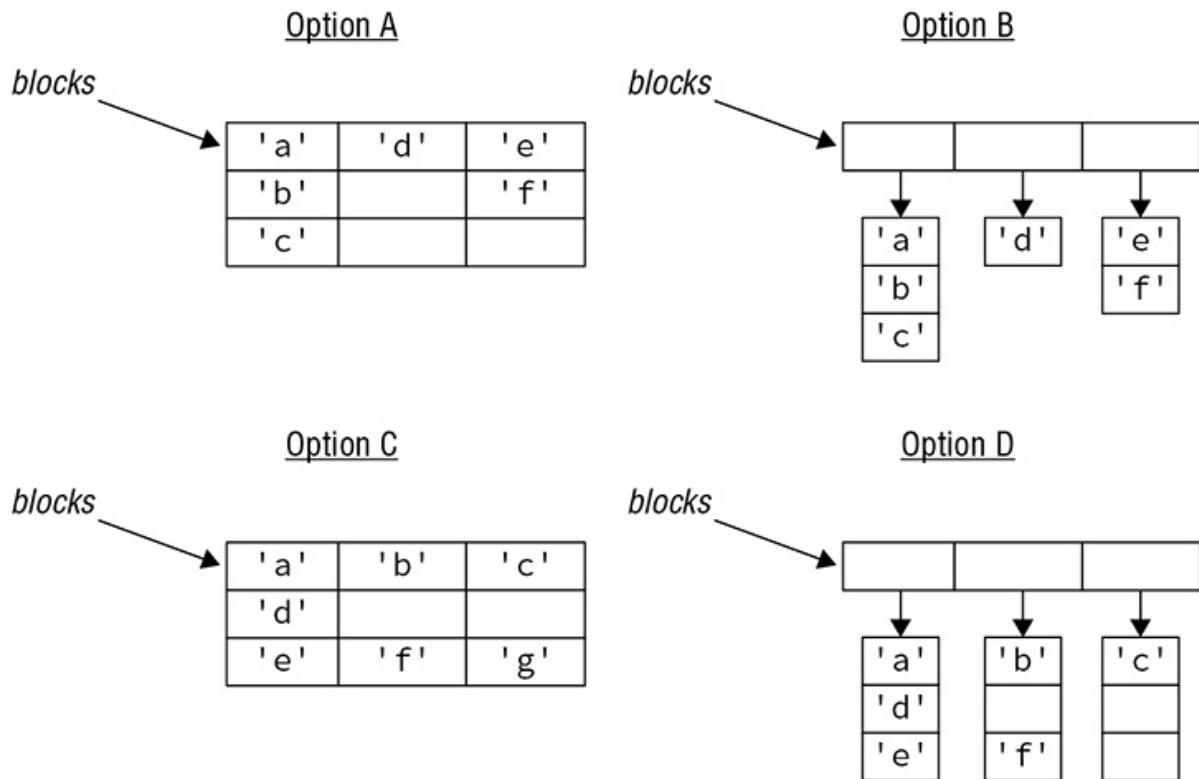 Option A
blocks
'a' 'd' 'e'
'b' 'f'
'c'
Option B
blocks
'a' 'd' 'e'
'b' 'f'
'c'
Option C
blocks
'a' 'b' 'c'
'd'
'e' 'f' 'g'
Option D
blocks
'a' 'b' 'c'
'd'
'e' 'f'